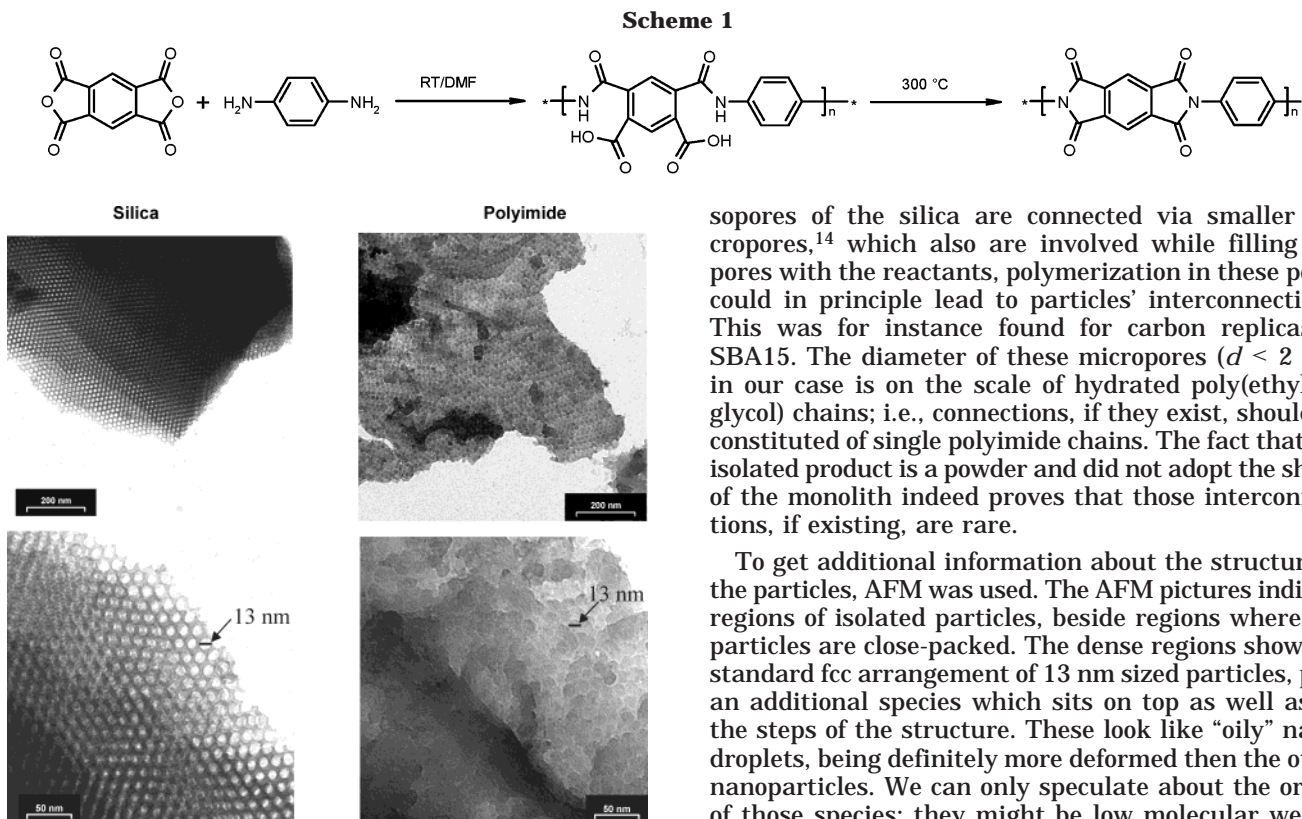 Scheme 1
O O
O O + H2N NH2 RT/DMF * [ NH O O N H ] n * 300 °C * [ N O O N ] n
O O HO O O OH O O
Silica
Polyimide
200 nm
200 nm
13 nm
13 nm
50 nm
50 nm
sopores of the silica are connected via smaller
cropores,14 which also are involved while filling
pores with the reactants, polymerization in these
could in principle lead to particles' interconnecti
This was for instance found for carbon replicas
SBA15. The diameter of these micropores (d < 2
in our case is on the scale of hydrated poly(ethyl
glycol) chains; i.e., connections, if they exist, should
constituted of single polyimide chains. The fact that
isolated product is a powder and did not adopt the sh
of the monolith indeed proves that those interconn
tions, if existing, are rare.
To get additional information about the structur
the particles, AFM was used. The AFM pictures indi
regions of isolated particles, beside regions where
particles are close-packed. The dense regions show
standard fcc arrangement of 13 nm sized particles, p
an additional species which sits on top as well as
the steps of the structure. These look like “oily” na
droplets, being definitely more deformed then the o
nanoparticles. We can only speculate about the or
of those species; they might be low molecular we